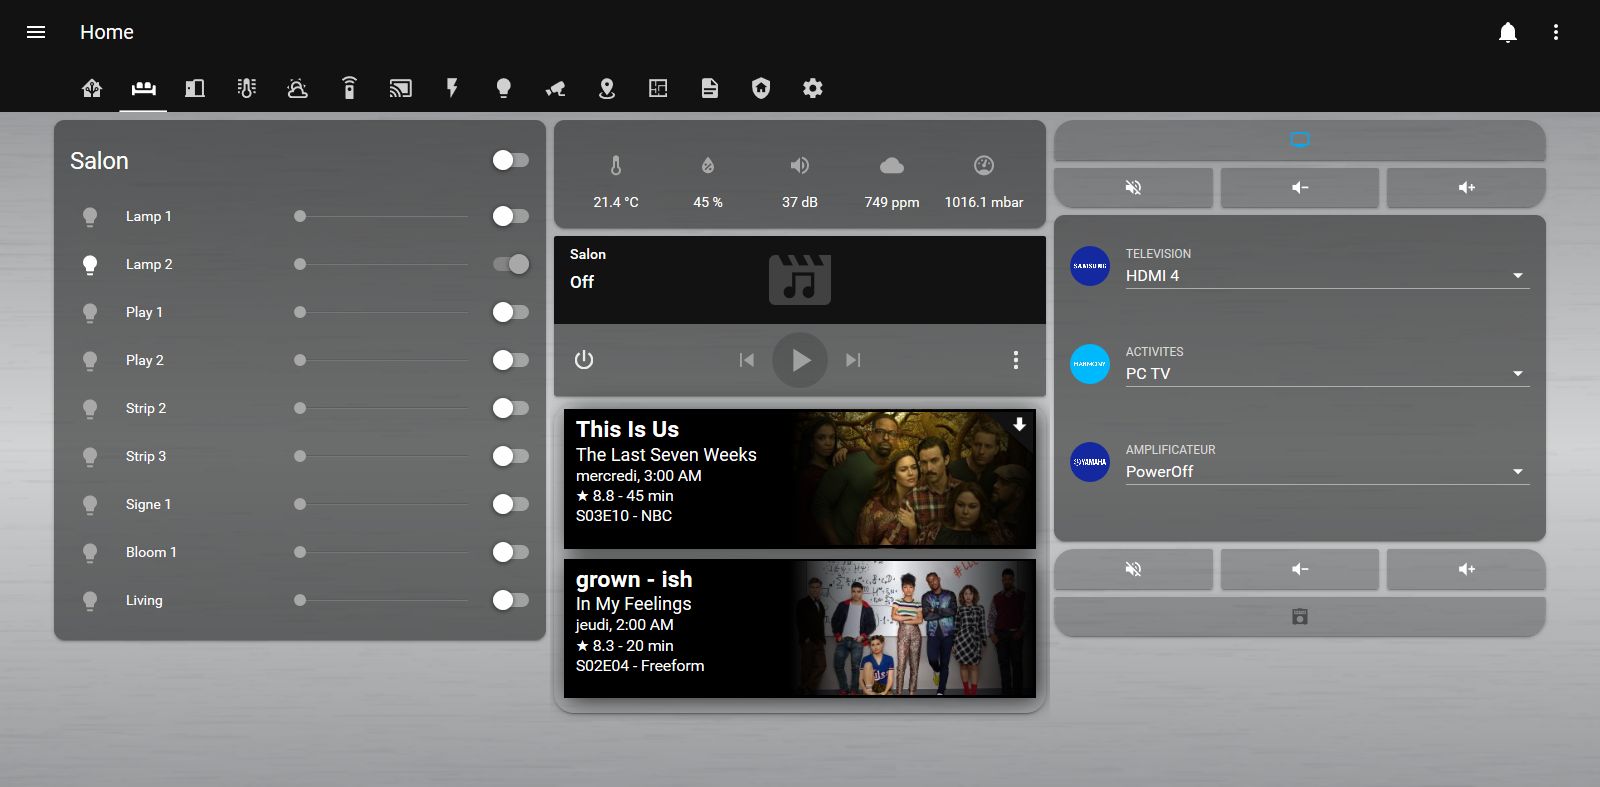 Home
Salon
Lamp 1
Lamp 2
Play 1
Play 2
Strip 2
Strip 3
Signe 1
Bloom 1
Living
21.4 °C
45 %
37 dB
749 ppm
1016.1 mbar
Salon
Off
This Is Us
The Last Seven Weeks
mercredi, 3:00 AM
★ 8.8 - 45 min
S03E10 - NBC
grown - ish
In My Feelings
jeudi, 2:00 AM
★ 8.3 - 20 min
S02E04 - Freeform
SAMSUNG
TELEVISION
HDMI 4
HARMONY
ACTIVITES
PC TV
YAMAHA
AMPLIFICATEUR
PowerOff